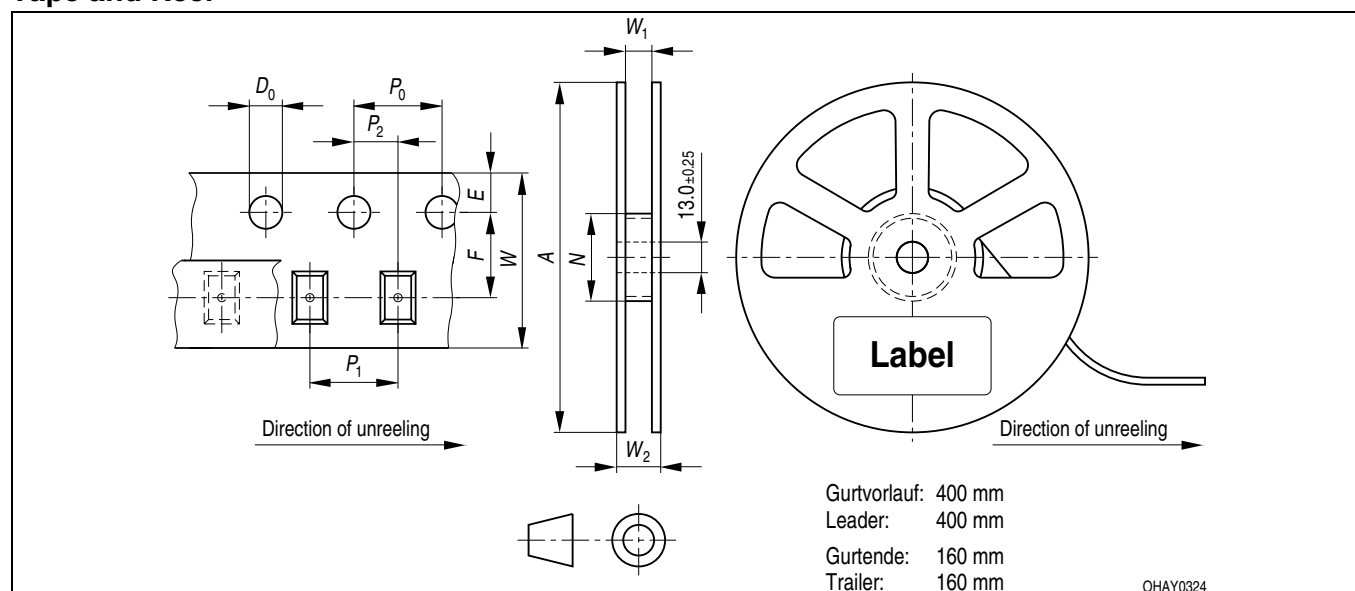 Tape and Reel
W1
D0
P0
P2
E
F
W
A
N
13.0±0.25
Label
P1
Direction of unreeling
W2
Direction of unreeling
Gurtvorlauf: 400 mm
Leader: 400 mm
Gurtende: 160 mm
Trailer: 160 mm
OHAY0324